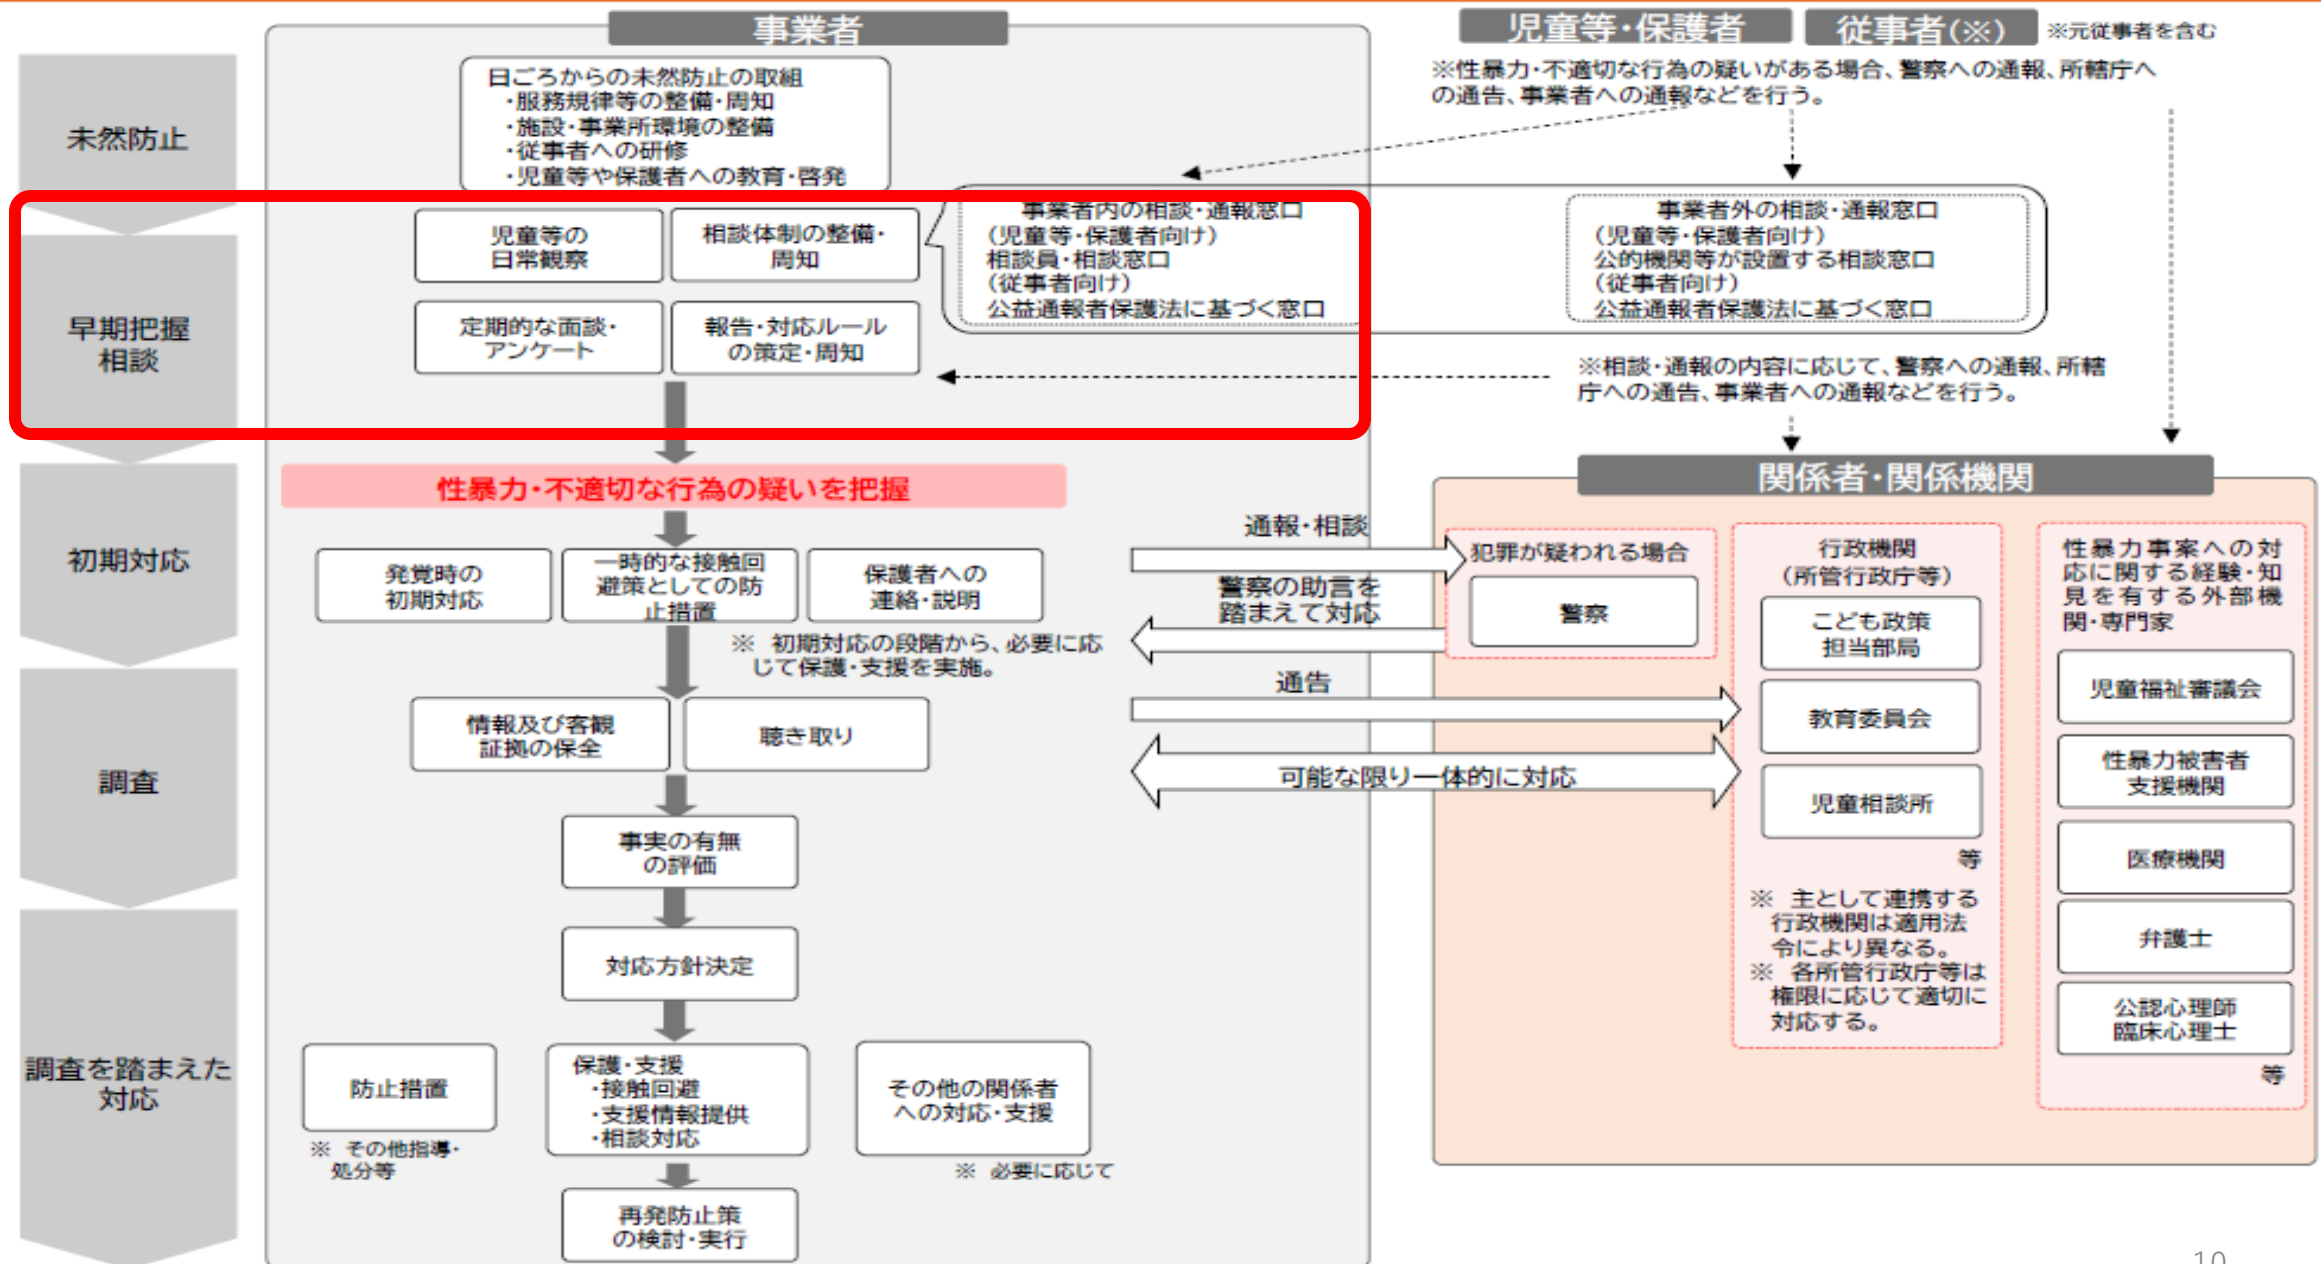 事業者
児童等・保護者
従事者(※)
※元従事者を含む
※性暴力・不適切な行為の疑いがある場合、警察への通報、所轄庁へ
の通告、事業者への通報などを行う。
未然防止
日ごろからの未然防止の取組
・服務規律等の整備・周知
・施設・事業所環境の整備
・従事者への研修
・児童等や保護者への教育・啓発
早期把握
相談
児童等の
日常観察
相談体制の整備・
周知
定期的な面談・
アンケート
報告・対応ルール
の策定・周知
事業者内の相談・通報窓口
(児童等・保護者向け)
相談員・相談窓口
(従事者向け)
公益通報者保護法に基づく窓口
事業者外の相談・通報窓口
(児童等・保護者向け)
公的機関等が設置する相談窓口
(従事者向け)
公益通報者保護法に基づく窓口
※相談・通報の内容に応じて、警察への通報、所轄
庁への通告、事業者への通報などを行う。
性暴力・不適切な行為の疑いを把握
初期対応
発覚時の
初期対応
一時的な接触回
避策としての防
止措置
保護者への
連絡・説明
※ 初期対応の段階から、必要に応
じて保護・支援を実施。
通報・相談
警察の助言を
踏まえて対応
通告
可能な限り一体的に対応
関係者・関係機関
犯罪が疑われる場合
警察
行政機関
(所管行政庁等)
こども政策
担当部局
教育委員会
児童相談所
等
※ 主として連携する
行政機関は適用法
令により異なる。
※ 各所管行政庁等は
権限に応じて適切に
対応する。
性暴力事案への対
応に関する経験・知
見を有する外部機
関・専門家
児童福祉審議会
性暴力被害者
支援機関
医療機関
弁護士
公認心理師
臨床心理士
等
調査
情報及び客観
証拠の保全
聴き取り
事実の有無
の評価
調査を踏まえた
対応
対応方針決定
防止措置
※ その他指導・
処分等
保護・支援
・接触回避
・支援情報提供
・相談対応
その他の関係者
への対応・支援
※ 必要に応じて
再発防止策
の検討・実行
10